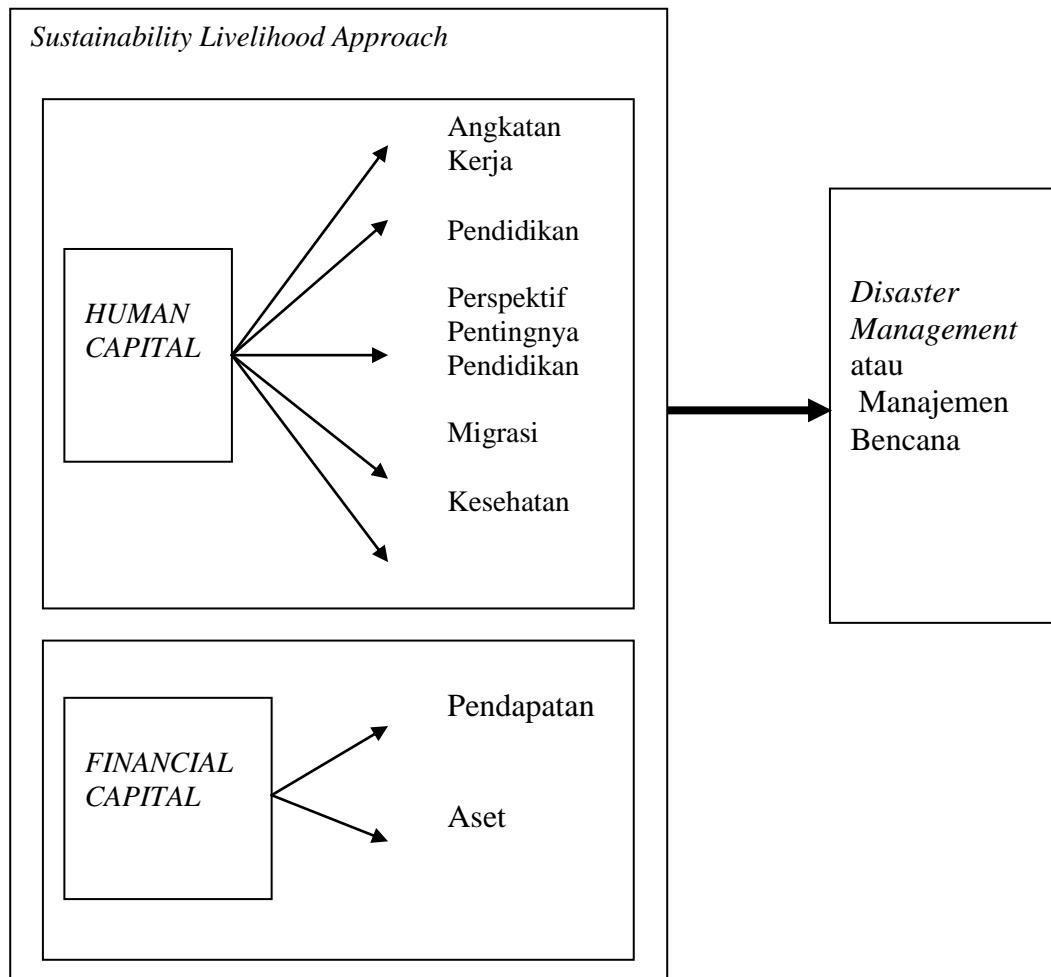 Sustainability Livelihood Approach
Angkatan
Kerja
Pendidikan
HUMAN
CAPITAL
Perspektif
Pentingnya
Pendidikan
Migrasi
Kesehatan
FINANCIAL
CAPITAL
Pendapatan
Aset
Disaster
Management
atau
Manajemen
Bencana